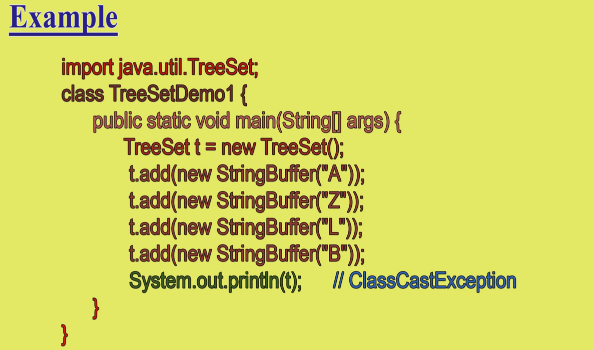 Example
import java.util.TreeSet;
class TreeSetDemo1 {
public static void main(String[] args) {
TreeSet t = new TreeSet();
t.add(new StringBuffer("A"));
t.add(new StringBuffer("Z"));
t.add(new StringBuffer("L"));
t.add(new StringBuffer("B"));
System.out.println(t); // ClassCastException
}
}